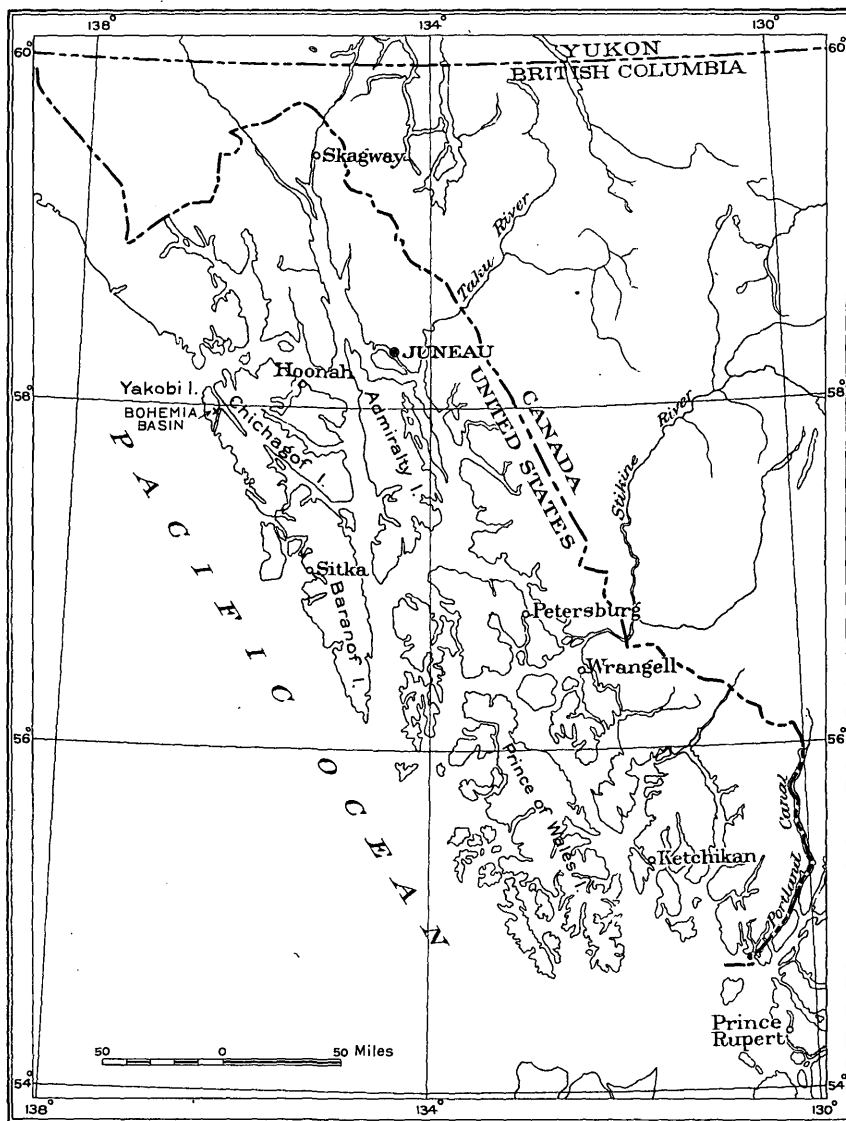 138°
134°
130°
60°
60°
YUKON
BRITISH COLUMBIA
Skagway
Taku River
JUNEAU
Hoonah
58°
58°
Yakobi I.
BOHEMIA
BASIN
Chichagof I.
Admiralty I.
CANADA
UNITED STATES
Stikine River
PACIFIC OCEAN
Sitka
Baranof I.
Petersburg
Wrangell
56°
56°
Prince of Wales I.
Ketchikan
Portland Canal
Prince
Rupert
50 0 50 Miles
54°
54°
138°
134°
130°